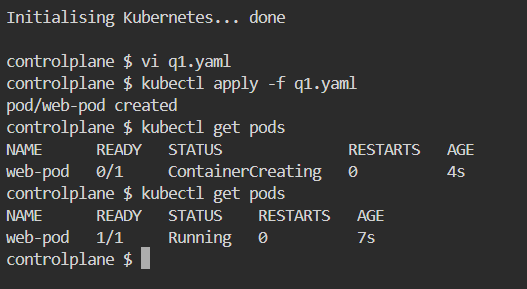 Initialising Kubernetes... done
controlplane $ vi q1.yaml
controlplane $ kubectl apply -f q1.yaml
pod/web-pod created
controlplane $ kubectl get pods
NAME      READY   STATUS              RESTARTS   AGE
web-pod   0/1     ContainerCreating   0          4s
controlplane $ kubectl get pods
NAME      READY   STATUS    RESTARTS   AGE
web-pod   1/1     Running   0          7s
controlplane $